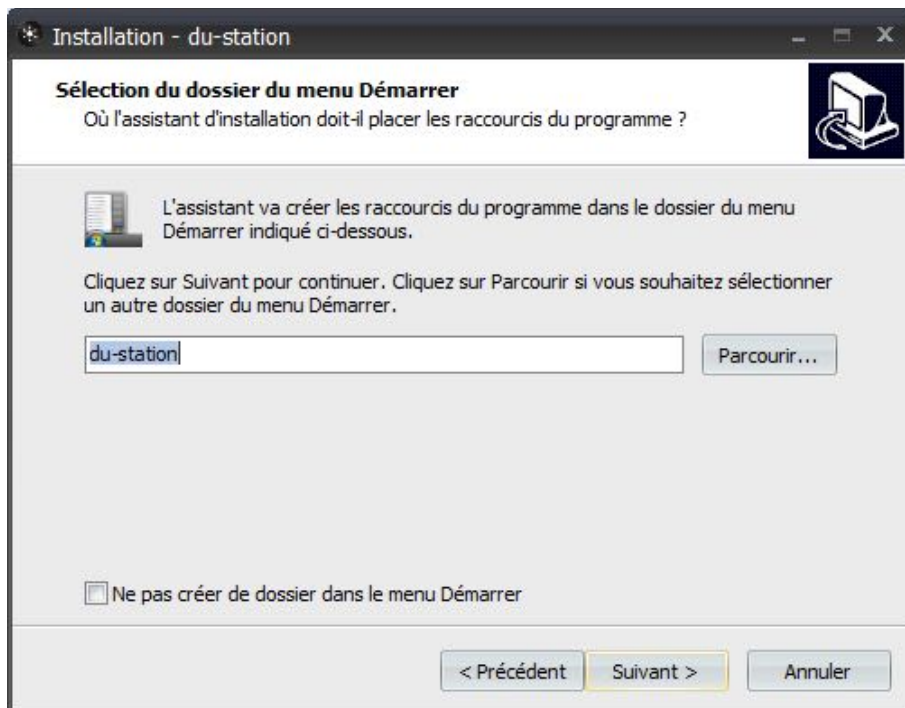 Installation - du-station
Sélection du dossier du menu Démarrer
Où l'assistant d'installation doit-il placer les raccourcis du programme ?
L'assistant va créer les raccourcis du programme dans le dossier du menu
Démarrer indiqué ci-dessous.
Cliquez sur Suivant pour continuer. Cliquez sur Parcourir si vous souhaitez sélectionner
un autre dossier du menu Démarrer.
du-station
Parcourir...
Ne pas créer de dossier dans le menu Démarrer
< Précédent
Suivant >
Annuler